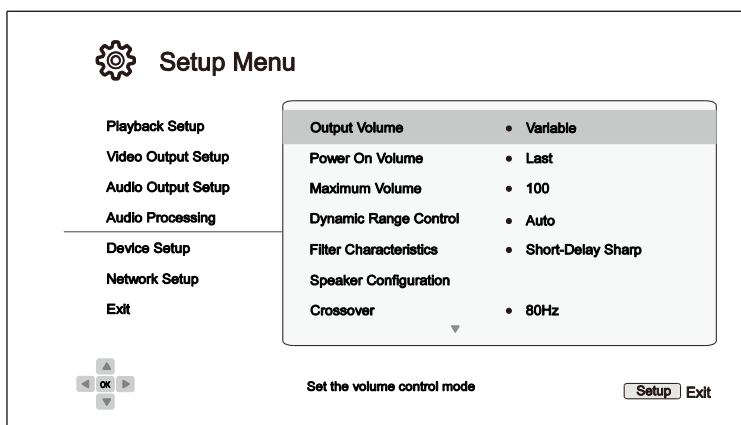 Setup Menu
Playback Setup
Video Output Setup
Audio Output Setup
Audio Processing
Device Setup
Network Setup
Exit
Output Volume • Variable
Power On Volume • Last
Maximum Volume • 100
Dynamic Range Control • Auto
Filter Characteristics • Short-Delay Sharp
Speaker Configuration
Crossover • 80Hz
OK
Set the volume control mode
Setup Exit